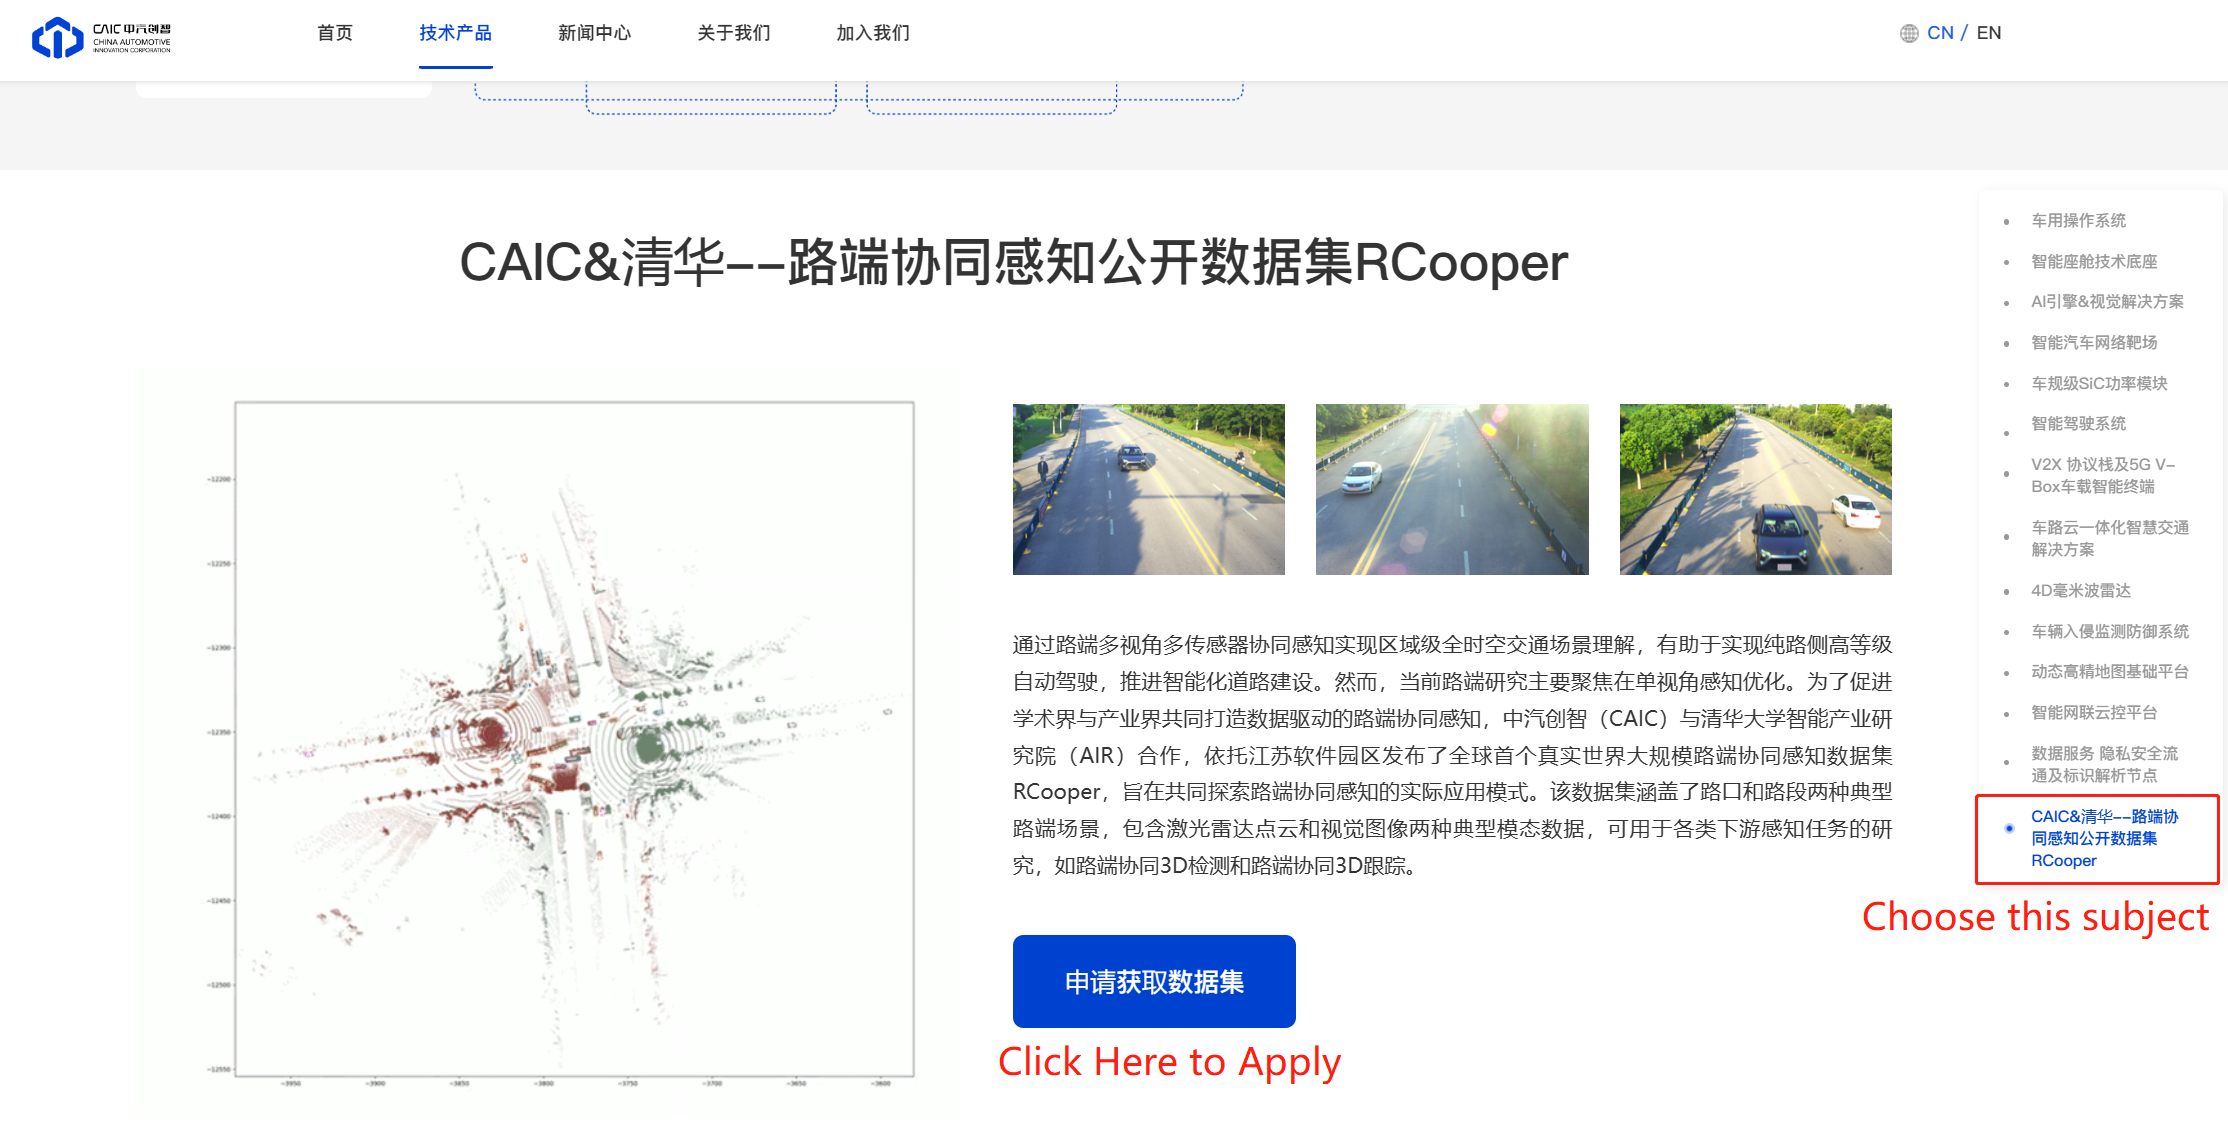 CAIC 中汽创智
CHINA AUTOMOTIVE
INNOVATION CORPORATION
首页
技术产品
新闻中心
关于我们
加入我们
CN / EN
CAIC&清华--路端协同感知公开数据集RCooper
-12200
-12250
-12300
-12350
-12400
-12450
-12500
-12550
-3950
-3900
-3850
-3800
-3750
-3700
-3650
-3600
通过路端多视角多传感器协同感知实现区域级全时空交通场景理解，有助于实现纯路侧高等级
自动驾驶，推进智能化道路建设。然而，当前路端研究主要聚焦在单视角感知优化。为了促进
学术界与产业界共同打造数据驱动的路端协同感知，中汽创智（CAIC）与清华大学智能产业研
究院（AIR）合作，依托江苏软件园区发布了全球首个真实世界大规模路端协同感知数据集
RCooper，旨在共同探索路端协同感知的实际应用模式。该数据集涵盖了路口和路段两种典型
路端场景，包含激光雷达点云和视觉图像两种典型模态数据，可用于各类下游感知任务的研
究，如路端协同3D检测和路端协同3D跟踪。
申请获取数据集
Click Here to Apply
车用操作系统
智能座舱技术底座
AI引擎&视觉解决方案
智能汽车网络靶场
车规级SiC功率模块
智能驾驶系统
V2X 协议栈及5G V-
Box车载智能终端
车路云一体化智慧交通
解决方案
4D毫米波雷达
车辆入侵监测防御系统
动态高精地图基础平台
智能网联云控平台
数据服务 隐私安全流
通及标识解析节点
CAIC&清华--路端协
同感知公开数据集
RCooper
Choose this subject